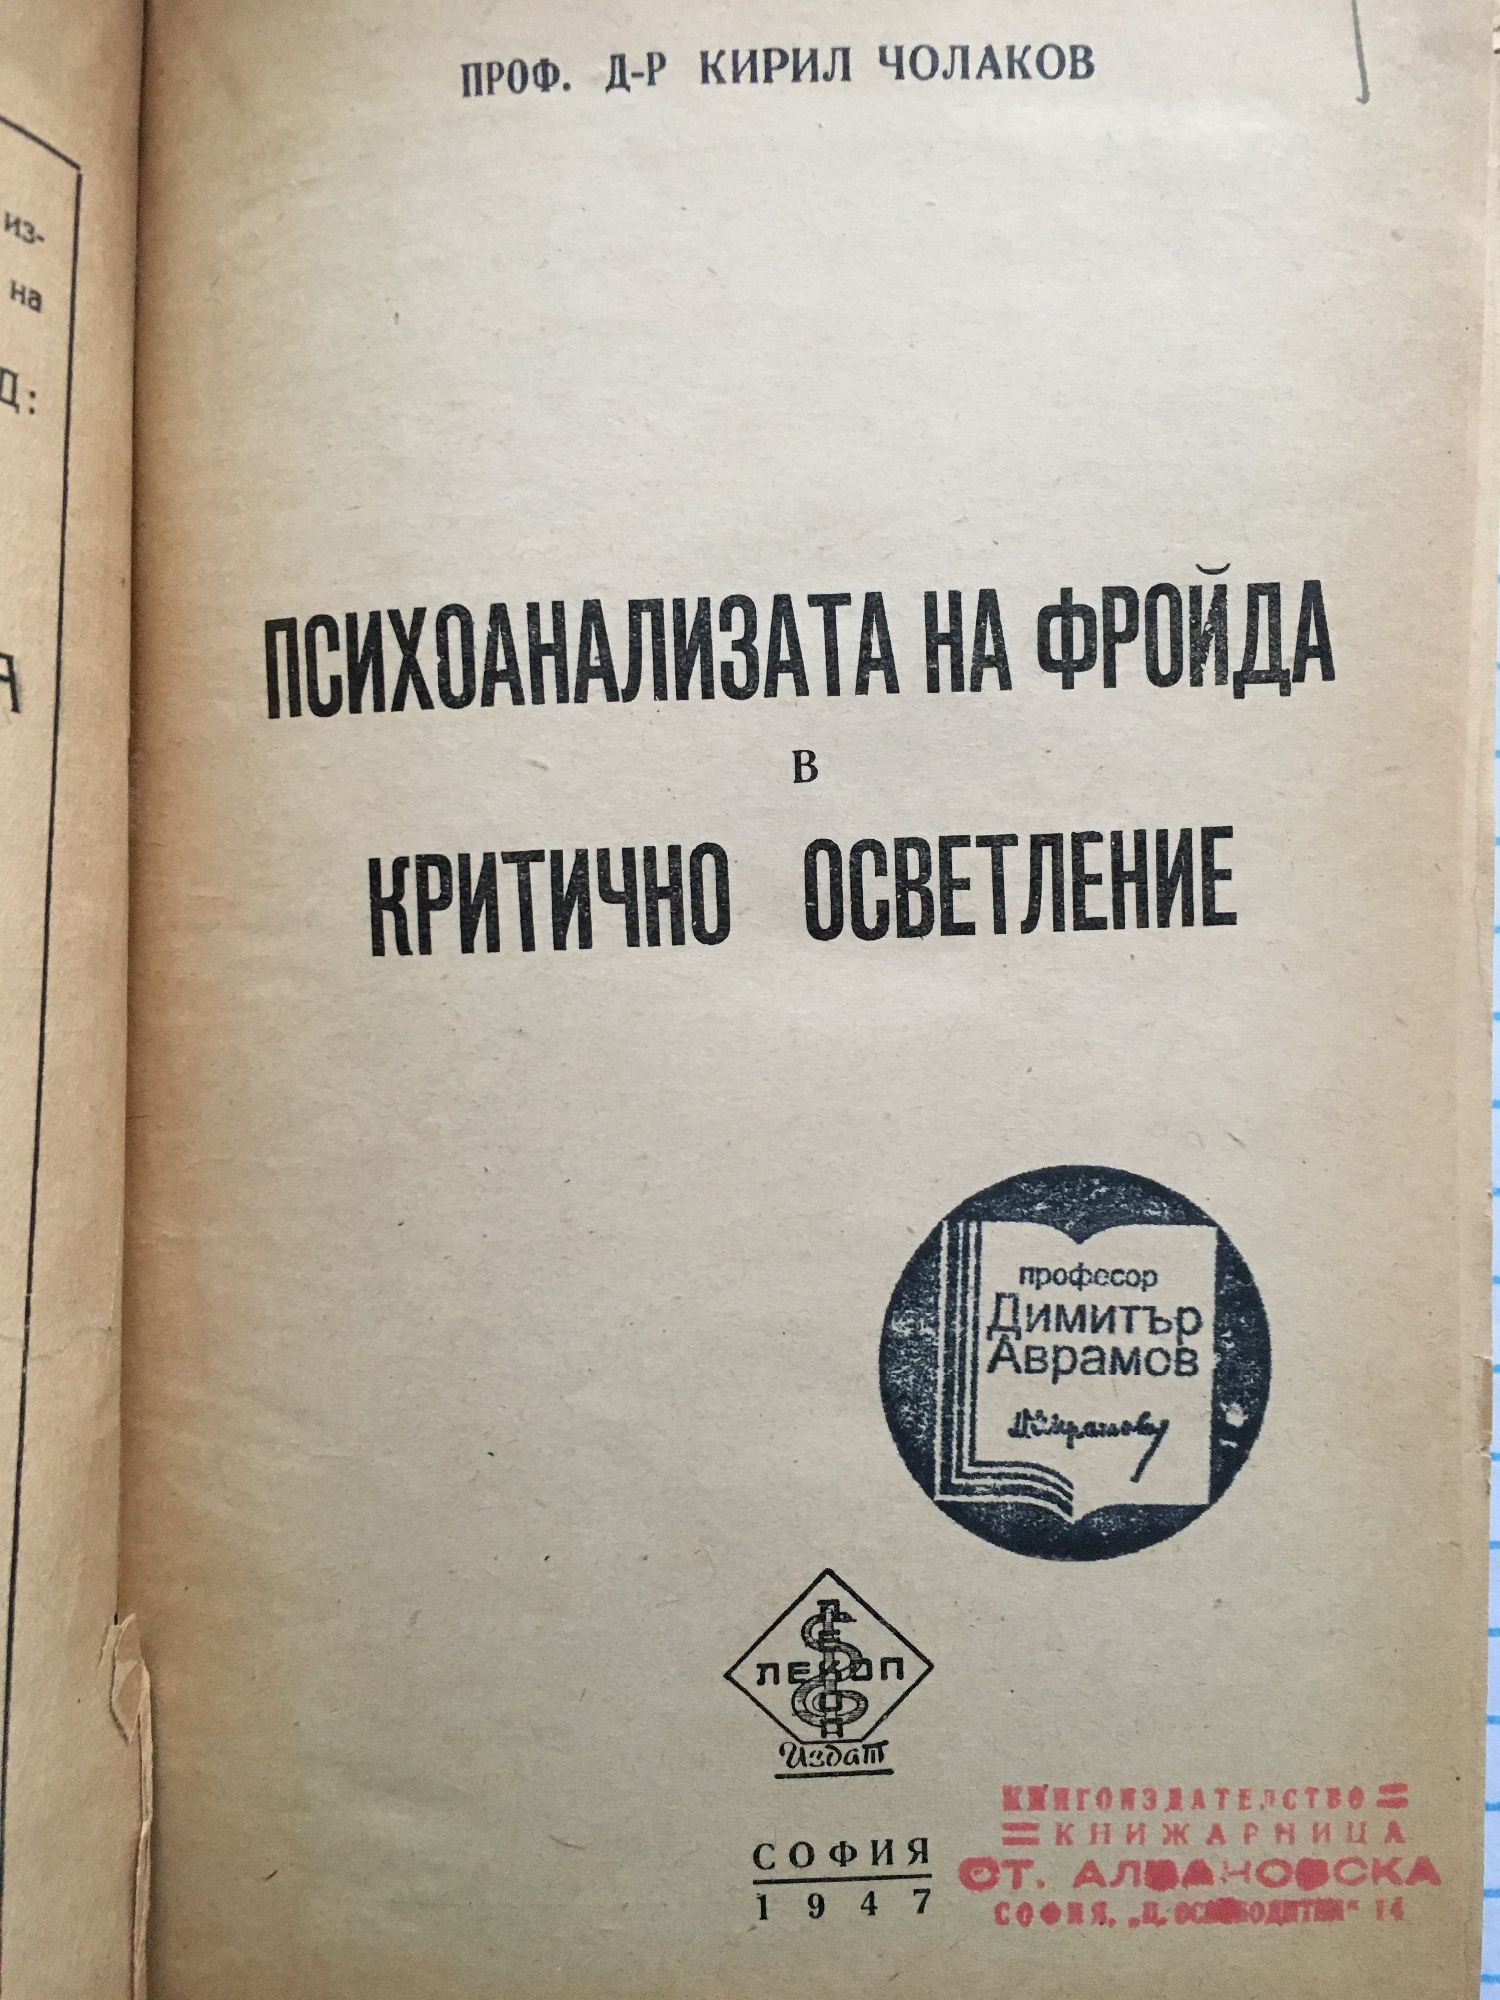 из-
на
Д:
А
ПРОФ. Д-Р КИРИЛ ЧОЛАКОВ
ПСИХОАНАЛИЗАТА НА ФРОЙДА
В
КРИТИЧНО ОСВЕТЛЕНИЕ
професор
Димитър
Аврамов
ЛЕКОП
Издат
СОФИЯ
1947
КНИГОИЗДАТЕЛСТВО =
= КНИЖАРНИЦА
СТ. АЛВАНОВСКА
СОФИЯ, „Ц. ОСВОБОДИТЕЛ“ 14